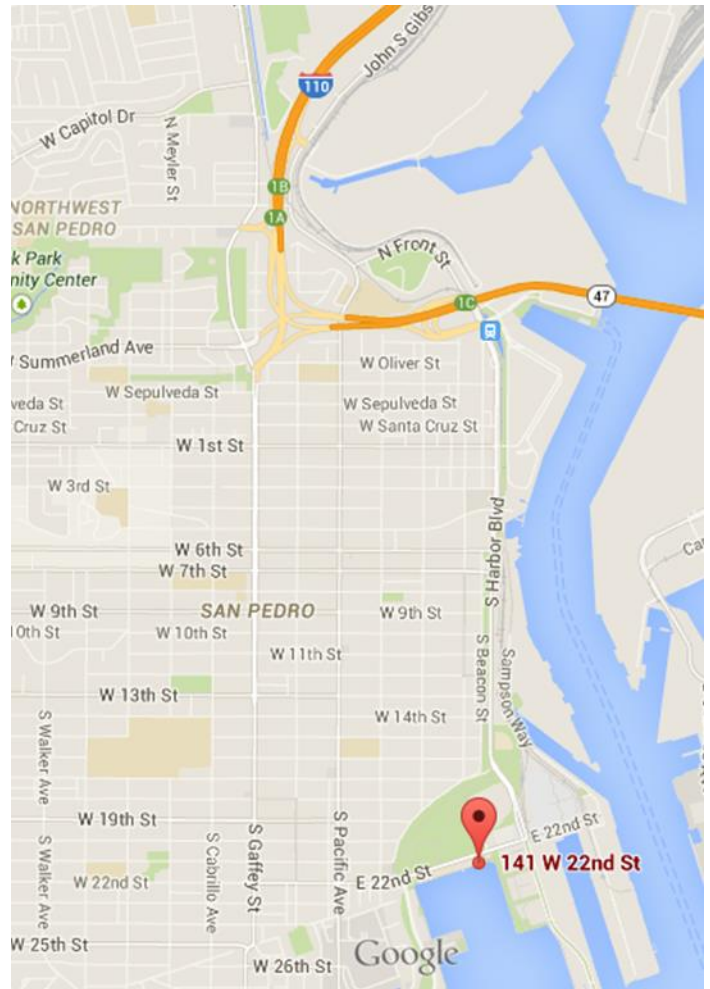 John S Gibs
110
W Capitol Dr
N Meyler St
1B
1A
NORTHWEST
SAN PEDRO
N Front St
k Park
nity Center
1C
47
Summerland Ave
W Oliver St
W Sepulveda St
veda St
W Sepulveda St
Cruz St
W Santa Cruz St
W 1st St
W 3rd St
S Harbor Blvd
W 6th St
W 7th St
Ca
W 9th St
SAN PEDRO
W 9th St
10th St
W 10th St
W 11th St
S Beacon St
Sampson Way
W 13th St
W 14th St
S Walker Ave
W 19th St
S Pacific Ave
S Gaffey St
S Cabrillo Ave
S Walker Ave
E 22nd St
141 W 22nd St
W 22nd St
E 22nd St
W 25th St
W 26th St
Google